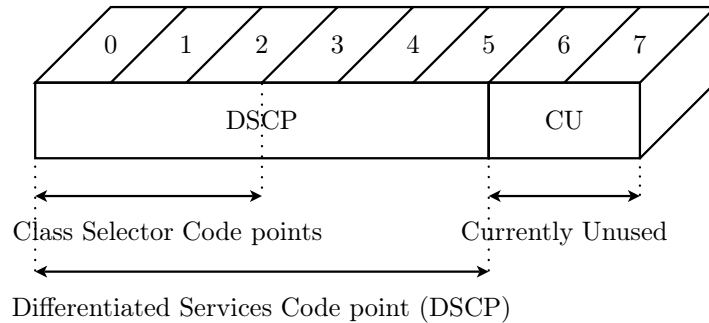 0 1 2 3 4 5 6 7
DSCP CU
Class Selector Code points Currently Unused
Differentiated Services Code point (DSCP)